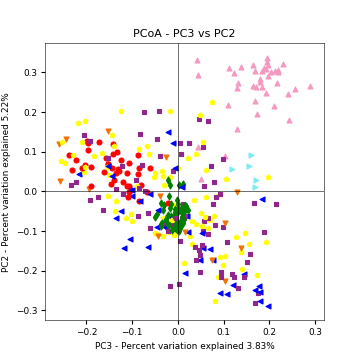 PCoA - PC3 vs PC2
PC2 - Percent variation explained 5.22%
0.3
0.2
0.1
0.0
−0.1
−0.2
−0.3
−0.2 −0.1 0.0 0.1 0.2 0.3
PC3 - Percent variation explained 3.83%